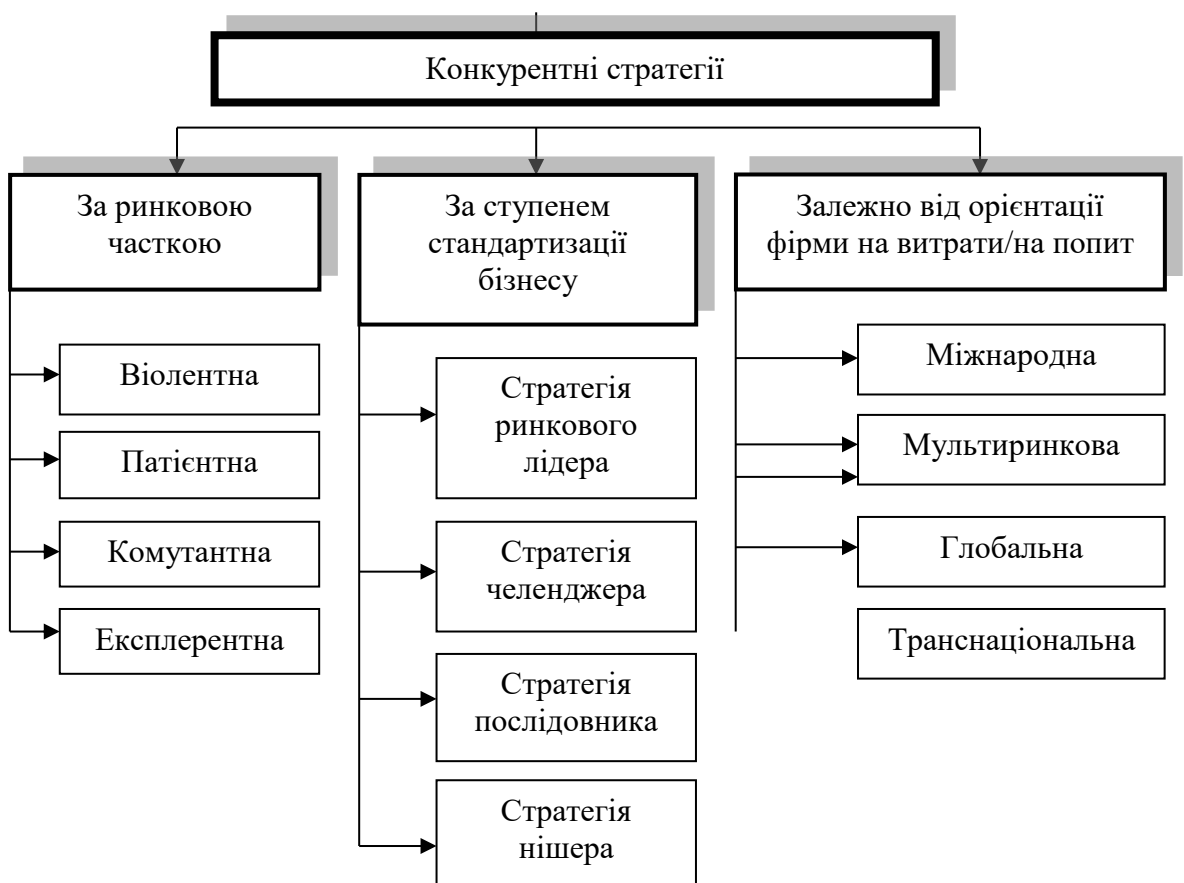 Конкурентні стратегії
За ринковою
часткою
Віолентна
Патієнтна
Комутантна
Експлерентна
За ступенем
стандартизації
бізнесу
Стратегія
ринкового
лідера
Стратегія
челенджера
Стратегія
послідовника
Стратегія
нішера
Залежно від орієнтації
фірми на витрати/на попит
Міжнародна
Мультиринкова
Глобальна
Транснаціональна